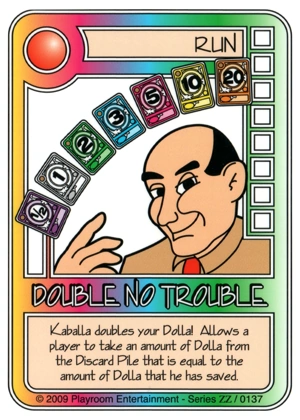 RUN
½
1
2
3
5
10
20
DOUBLE NO TROUBLE
Kaballa doubles your Dolla! Allows a
player to take an amount of Dolla from
the Discard Pile that is equal to the
amount of Dolla that he has saved.
© 2009 Playroom Entertainment - Series ZZ / 0137